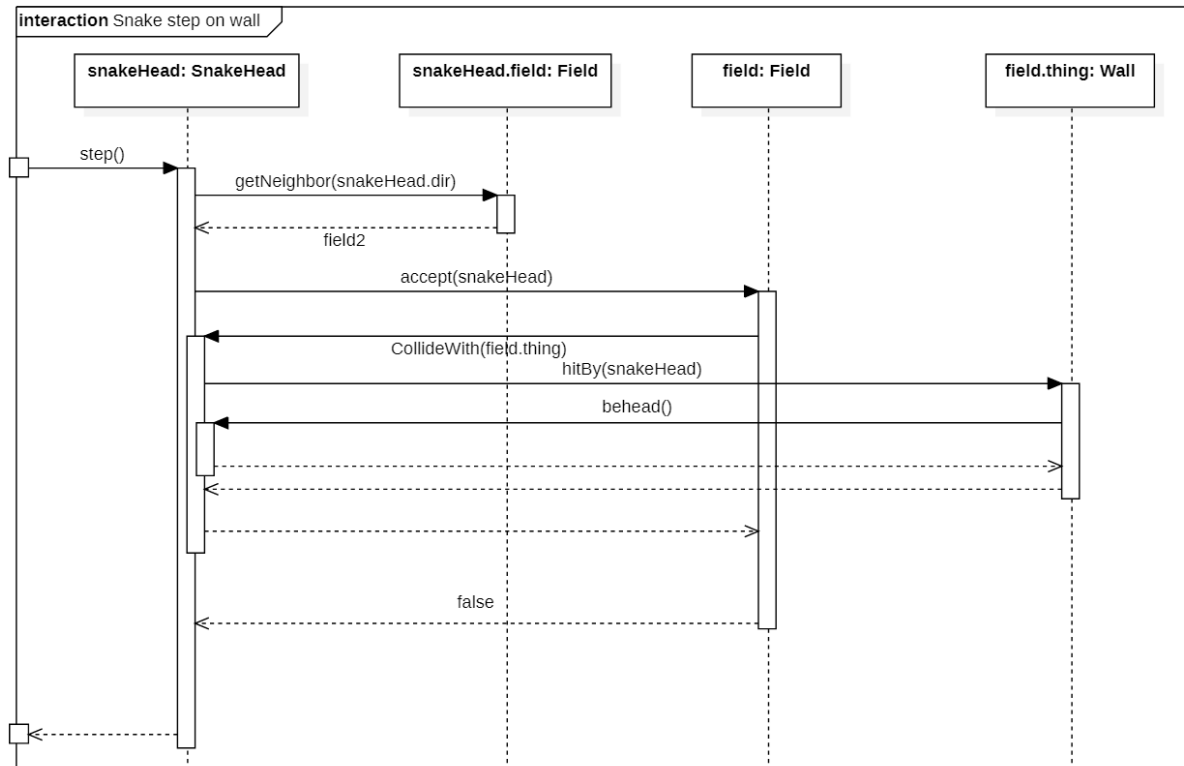 interaction Snake step on wall
snakeHead: SnakeHead
snakeHead.field: Field
field: Field
field.thing: Wall
step()
getNeighbor(snakeHead.dir)
field2
accept(snakeHead)
CollideWith(field.thing)
hitBy(snakeHead)
behead()
false